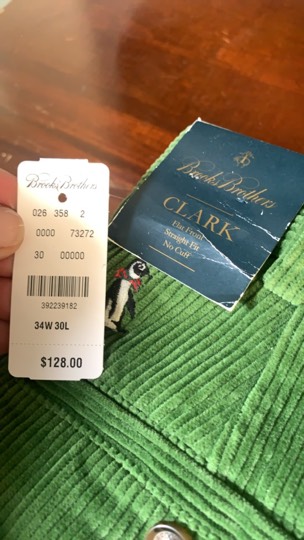 Brooks Brothers
026 358 2
0000 73272
30 00000
392239182
34W 30L
$128.00
Brooks Brothers
CLARK
Flat Front
Straight Fit
No Cuff